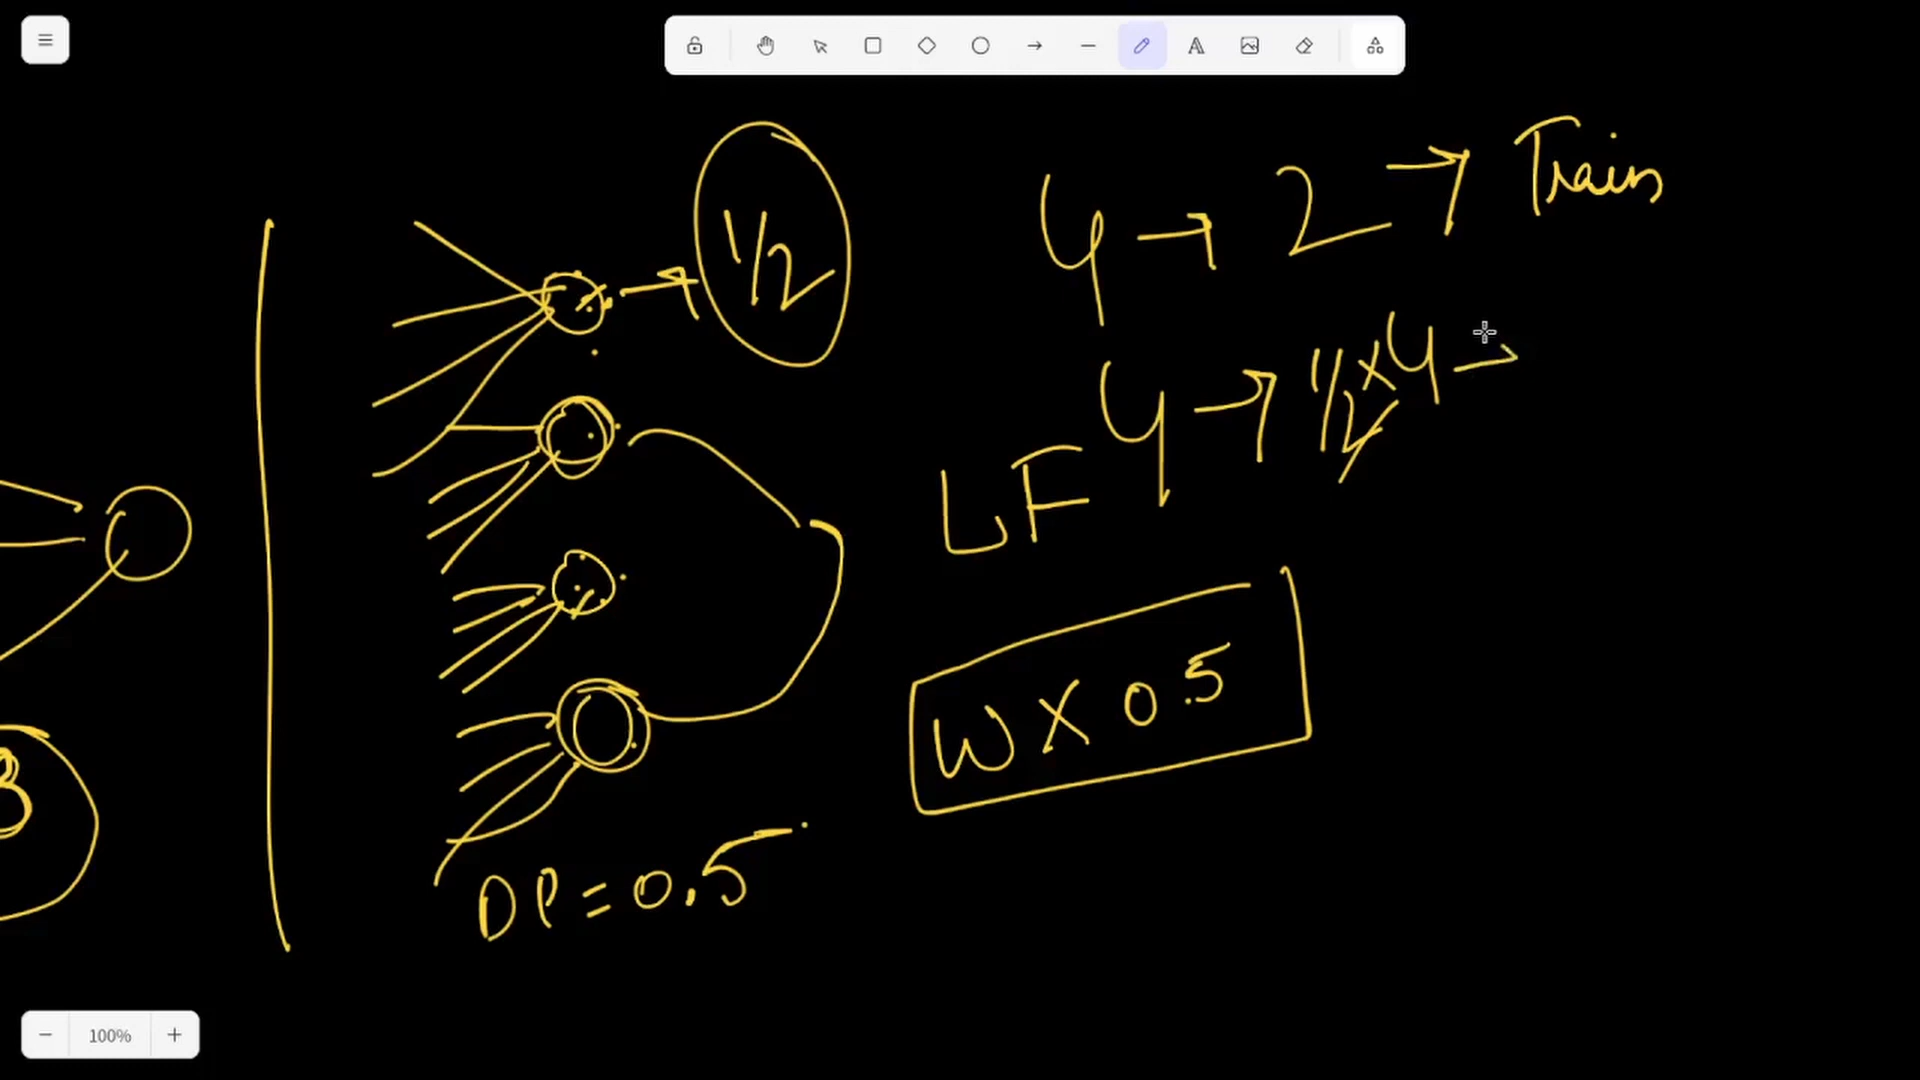 1/2
4 → 2 → Train
4 → 1/2 x 4 →
LF
W X 0.5
DP = 0.5
100%